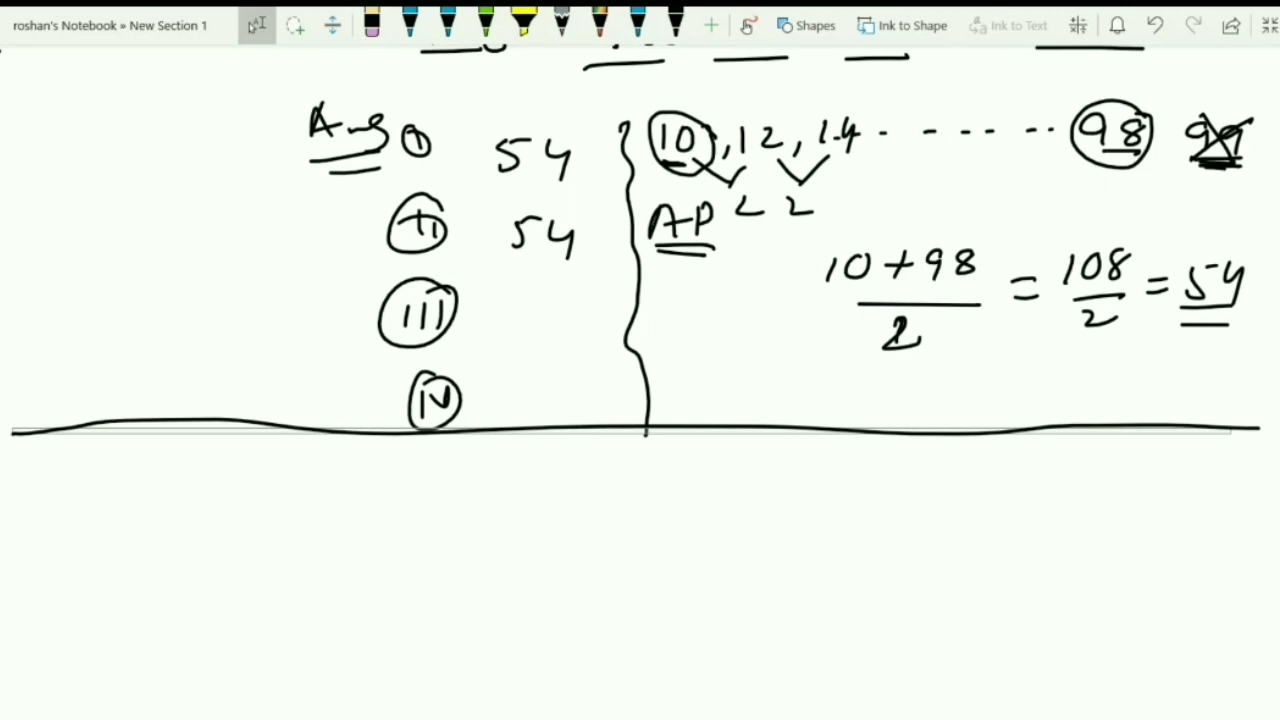 roshan's Notebook » New Section 1 Shapes Ink to Shape Ink to Text
Ans I 54
II 54
III
IV
10, 12, 14 - - - - - - 98 99
AP 2 2
10+98/2 = 108/2 = 54